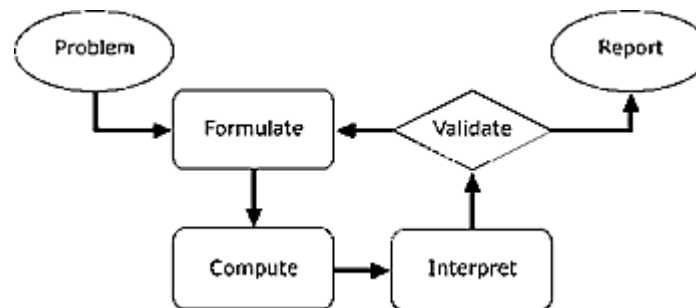 Problem
Report
Formulate
Validate
Compute
Interpret